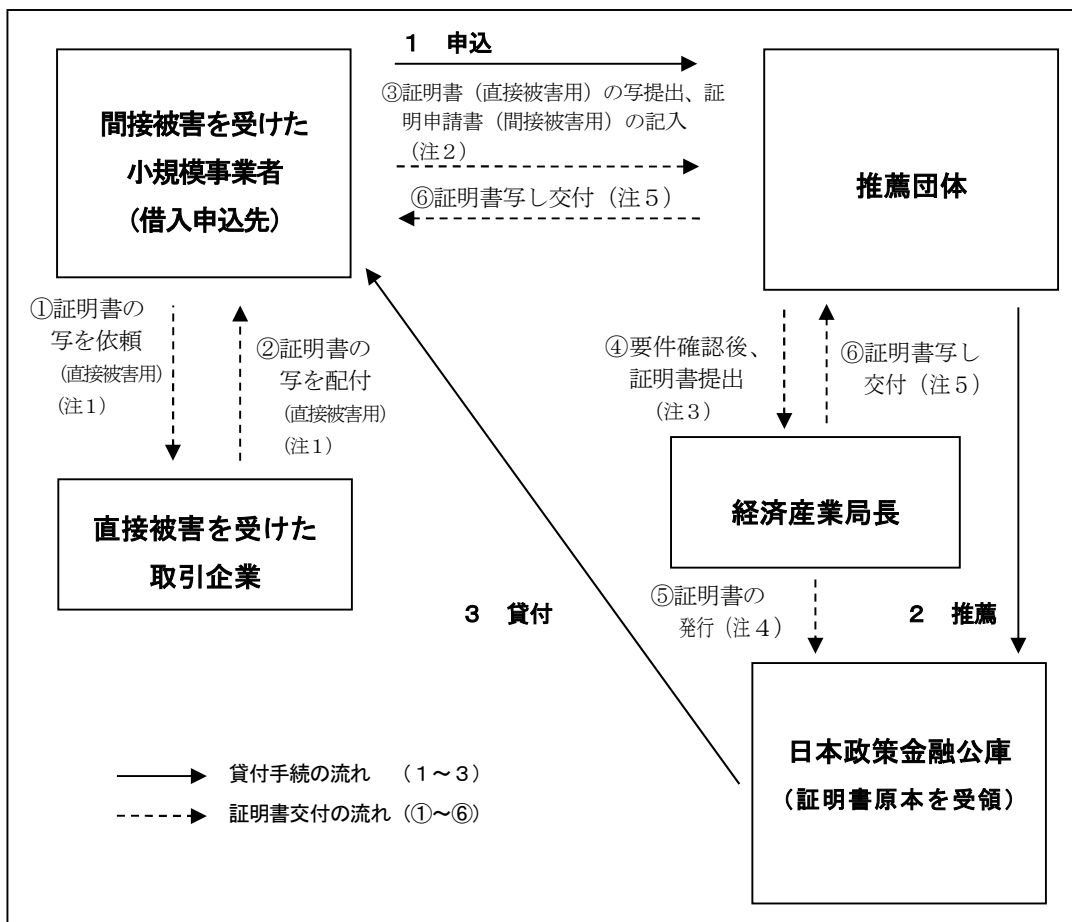 １　申込
間接被害を受けた
小規模事業者
（借入申込先）
③証明書（直接被害用）の写提出、証
明申請書（間接被害用）の記入
（注２）
⑥証明書写し交付（注５）
推薦団体
①証明書の
写を依頼
（直接被害用）
（注１）
②証明書の
写を配付
（直接被害用）
（注１）
④要件確認後、
証明書提出
（注３）
⑥証明書写し
交付（注５）
直接被害を受けた
取引企業
経済産業局長
３　貸付
⑤証明書の
発行（注４）
２　推薦
日本政策金融公庫
（証明書原本を受領）
貸付手続の流れ　（１～３）
証明書交付の流れ（①～⑥）